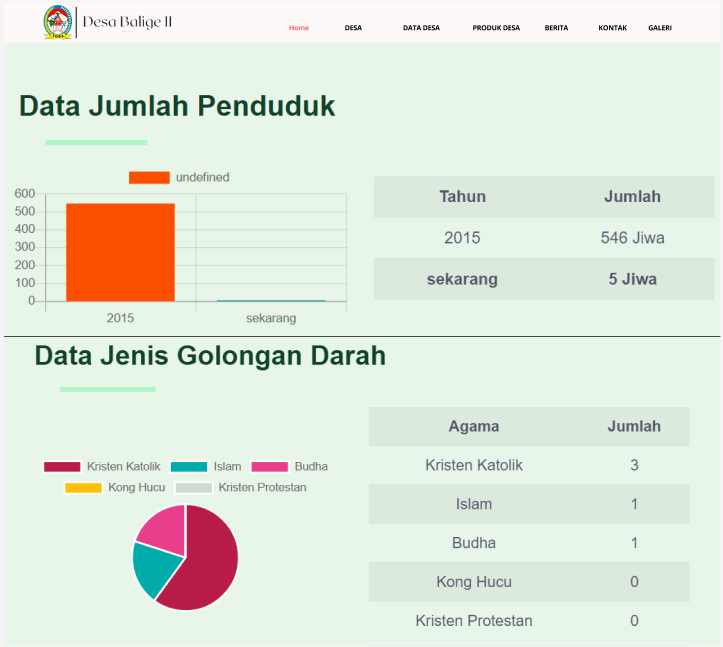 Desa Balige II
Home DESA DATA DESA PRODUK DESA BERITA KONTAK GALERI
Data Jumlah Penduduk
undefined
600
500
400
300
200
100
0
2015 sekarang
Tahun Jumlah
2015 546 Jiwa
sekarang 5 Jiwa
Data Jenis Golongan Darah
Kristen Katolik Islam Budha
Kong Hucu Kristen Protestan
Agama Jumlah
Kristen Katolik 3
Islam 1
Budha 1
Kong Hucu 0
Kristen Protestan 0